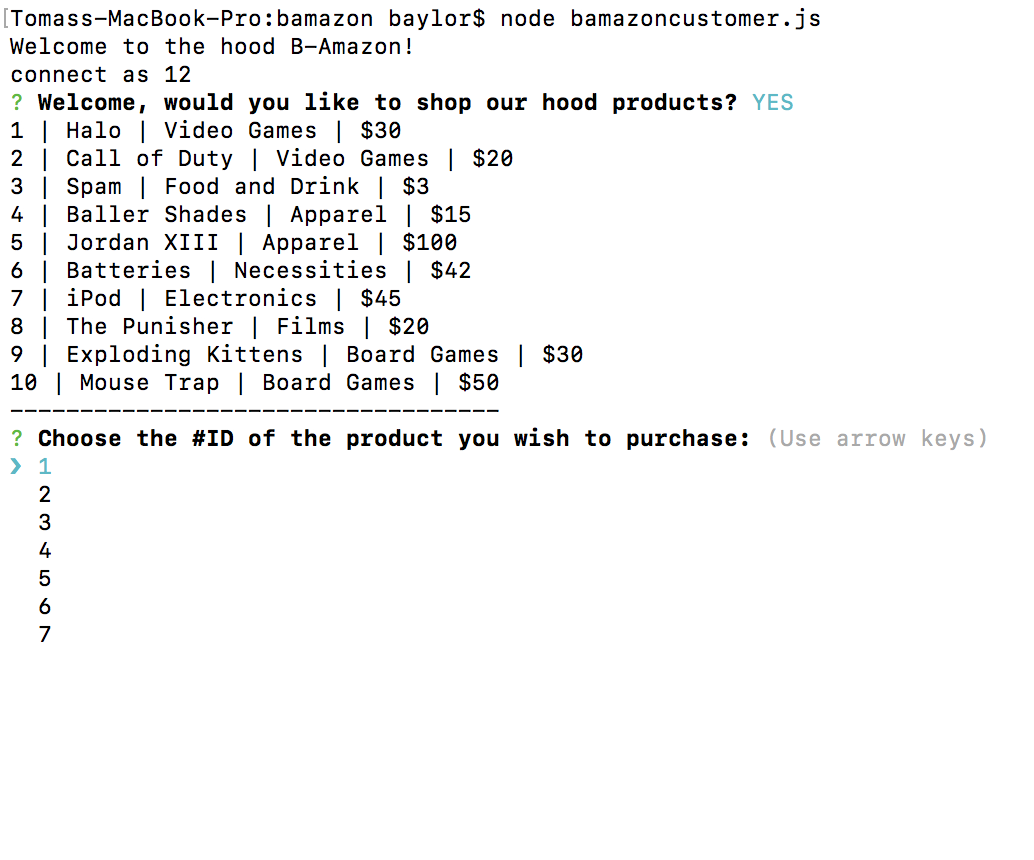 [Tomass-MacBook-Pro:bamazon baylor$ node bamazoncustomer.js
Welcome to the hood B-Amazon!
connect as 12
? Welcome, would you like to shop our hood products? YES
1 | Halo | Video Games | $30
2 | Call of Duty | Video Games | $20
3 | Spam | Food and Drink | $3
4 | Baller Shades | Apparel | $15
5 | Jordan XIII | Apparel | $100
6 | Batteries | Necessities | $42
7 | iPod | Electronics | $45
8 | The Punisher | Films | $20
9 | Exploding Kittens | Board Games | $30
10 | Mouse Trap | Board Games | $50
-----------------------------------
? Choose the #ID of the product you wish to purchase: (Use arrow keys)
❯ 1
2
3
4
5
6
7